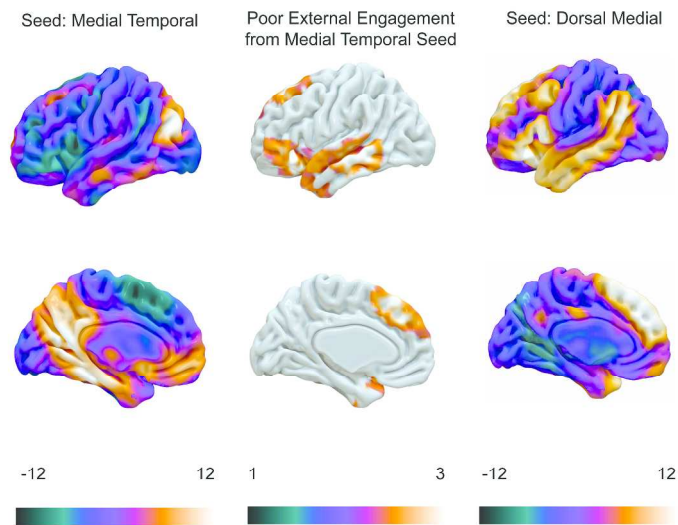 Seed: Medial Temporal
Poor External Engagement
from Medial Temporal Seed
Seed: Dorsal Medial
-12 12
1 3
-12 12